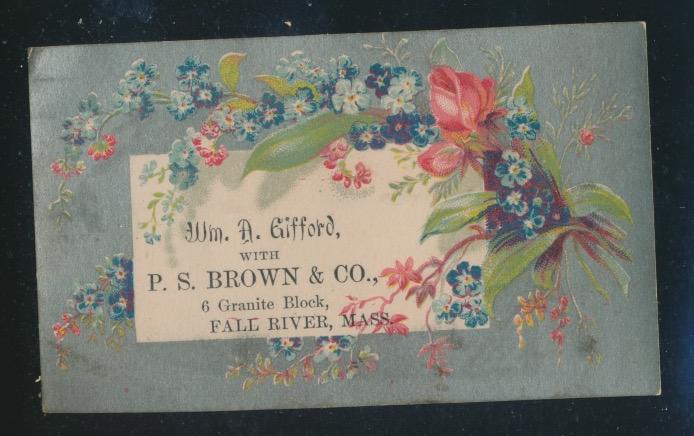 Wm. A. Gifford,
WITH
P. S. BROWN & CO.,
6 Granite Block,
FALL RIVER, MASS.